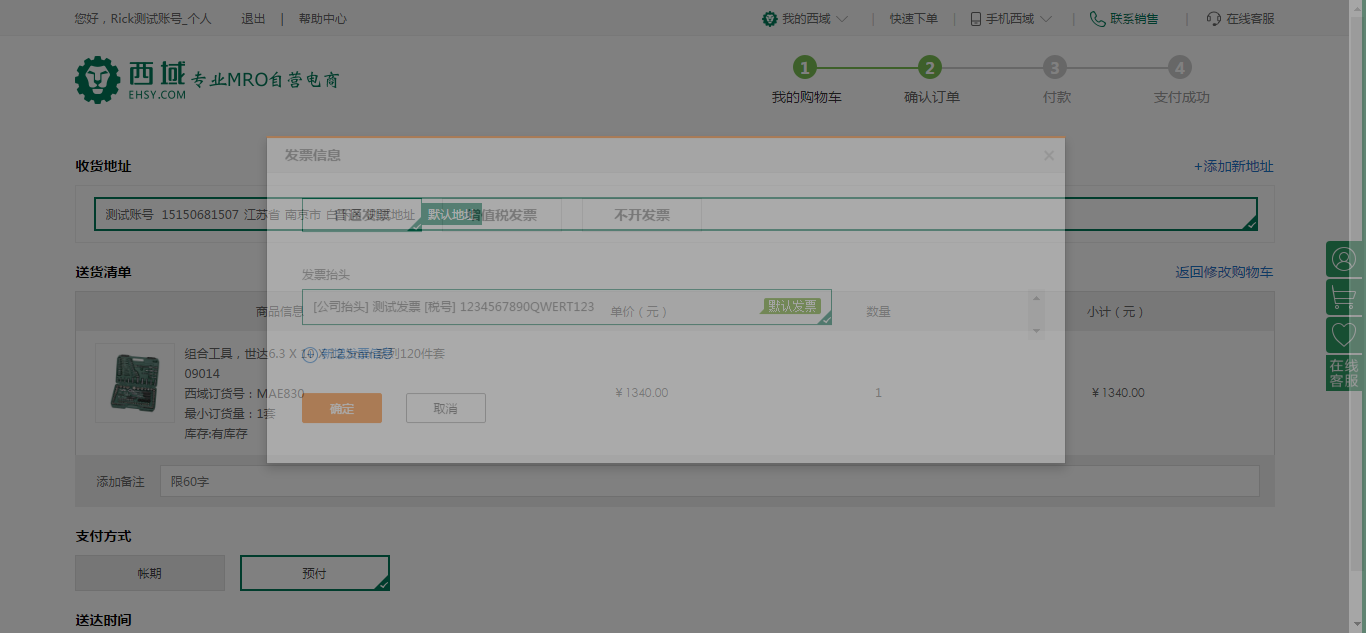 您好，Rick测试账号_个人 退出 | 帮助中心 我的西域 | 快速下单 | 手机西域 | 联系销售 | 在线客服
西域 专业MRO自营电商
EHSY.COM
1 2 3 4
我的购物车 确认订单 付款 支付成功
发票信息 ×
收货地址 +添加新地址
测试账号 15150681507 江苏省 南京市 白下区 测试地址 默认地址
普通发票 增值税发票 不开发票
送货清单 返回修改购物车
发票抬头
[公司抬头] 测试发票 [税号] 1234567890QWERT123 默认发票
商品信息 单价（元） 数量 小计（元）
组合工具，世达6.3 X 10 X 12.5mm系列120件套
新增发票信息
09014
西域订货号：MAE830 ￥1340.00 1 ￥1340.00
确定 取消
最小订货量：1套
库存:有库存
在线
客服
添加备注 限60字
支付方式
帐期 预付
送达时间